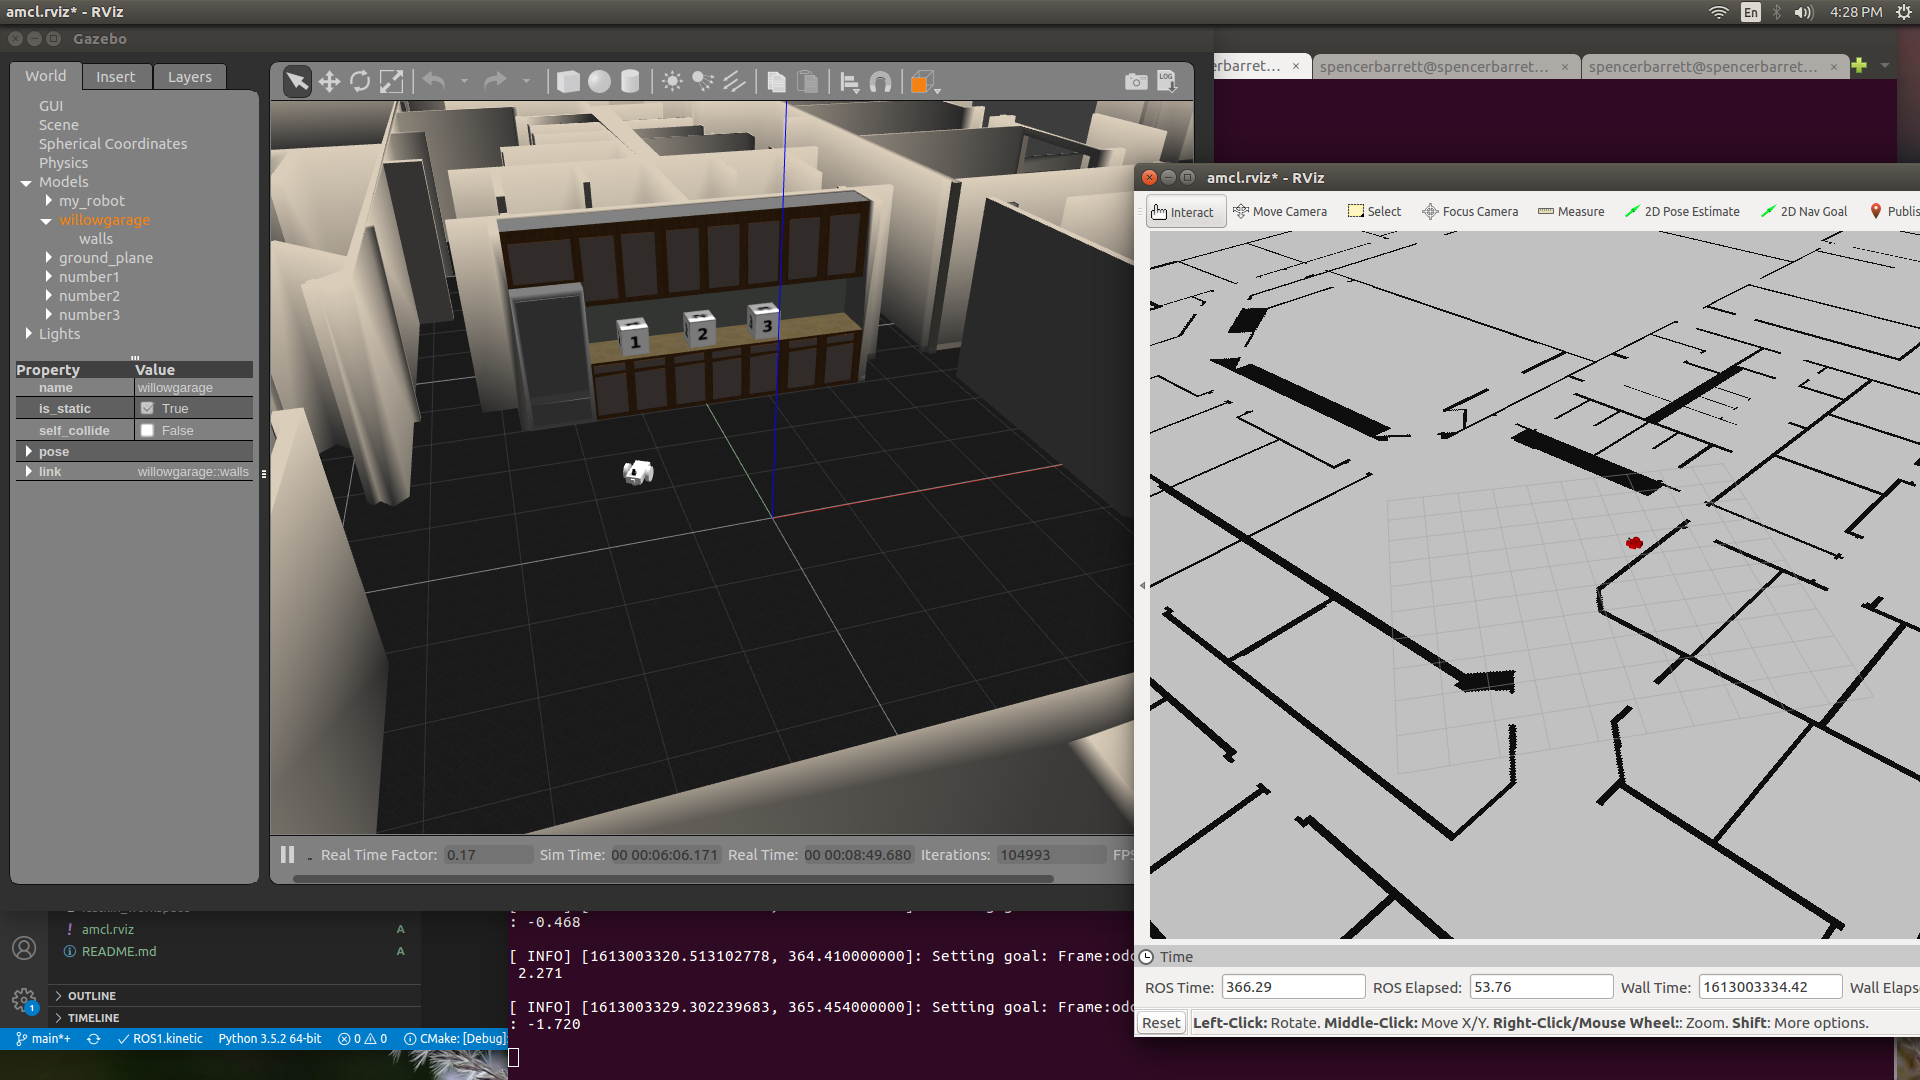 amcl.rviz* - RViz
En
4:28 PM
Gazebo
World Insert Layers
GUI
Scene
Spherical Coordinates
Physics
Models
my_robot
willowgarage
walls
ground_plane
number1
number2
number3
Lights
Property Value
name willowgarage
is_static True
self_collide False
pose
link willowgarage::walls
LOG
1
2
3
Real Time Factor: 0.17 Sim Time: 00 00:06:06.171 Real Time: 00 00:08:49.680 Iterations: 104993 FPS
rbarret... × spencerbarrett@spencerbarret... × spencerbarrett@spencerbarret... ×
amcl.rviz* - RViz
Interact Move Camera Select Focus Camera Measure 2D Pose Estimate 2D Nav Goal Publis
Time
ROS Time: 366.29 ROS Elapsed: 53.76 Wall Time: 1613003334.42 Wall Elaps
Reset Left-Click: Rotate. Middle-Click: Move X/Y. Right-Click/Mouse Wheel:: Zoom. Shift: More options.
! amcl.rviz A
README.md A
OUTLINE
TIMELINE
1
main*+ ROS1.kinetic Python 3.5.2 64-bit 0 0 CMake: [Debug]
: -0.468
[ INFO] [1613003320.513102778, 364.410000000]: Setting goal: Frame:odo
2.271
[ INFO] [1613003329.302239683, 365.454000000]: Setting goal: Frame:odo
: -1.720